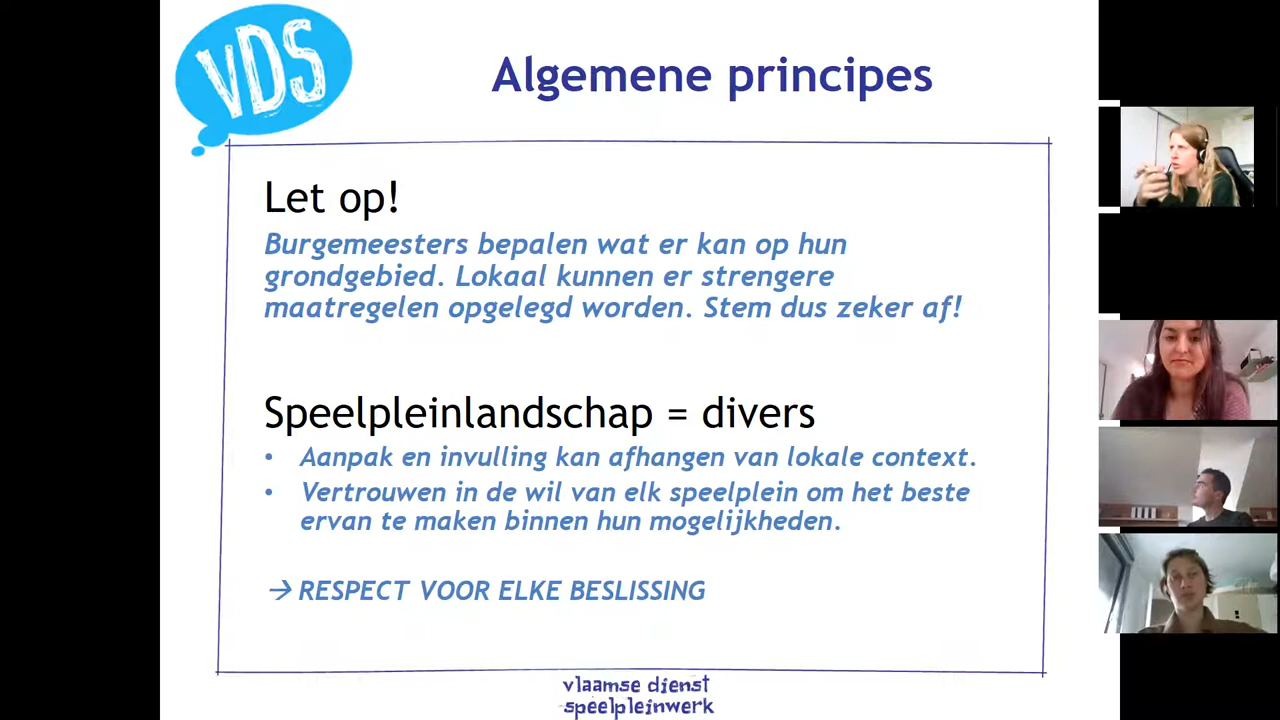 VDS
Algemene principes
Let op!
Burgemeesters bepalen wat er kan op hun
grondgebied. Lokaal kunnen er strengere
maatregelen opgelegd worden. Stem dus zeker af!
Speelpleinlandschap = divers
• Aanpak en invulling kan afhangen van lokale context.
• Vertrouwen in de wil van elk speelplein om het beste
ervan te maken binnen hun mogelijkheden.
→ RESPECT VOOR ELKE BESLISSING
vlaamse dienst
speelpleinwerk